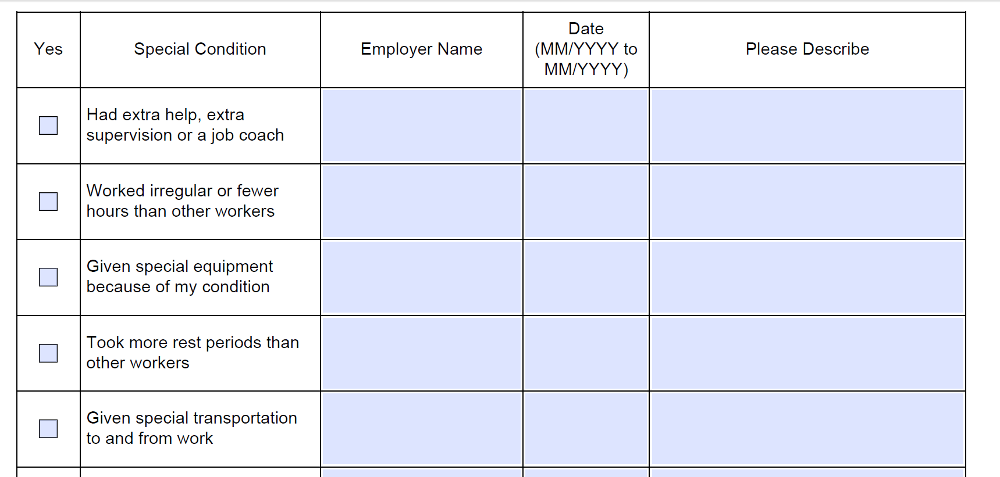 Yes
Special Condition
Employer Name
Date
(MM/YYYY to
MM/YYYY)
Please Describe
Had extra help, extra
supervision or a job coach
Worked irregular or fewer
hours than other workers
Given special equipment
because of my condition
Took more rest periods than
other workers
Given special transportation
to and from work